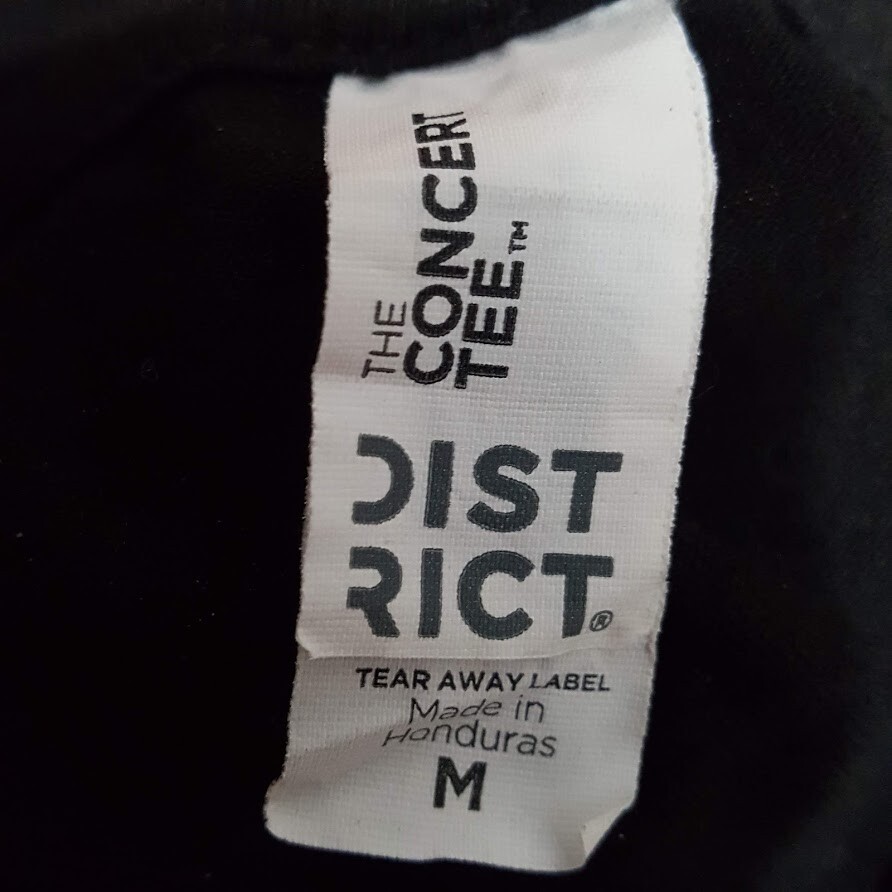 THE
CONCERT
TEE™
DIST
RICT®
TEAR AWAY LABEL
Made in
Honduras
M